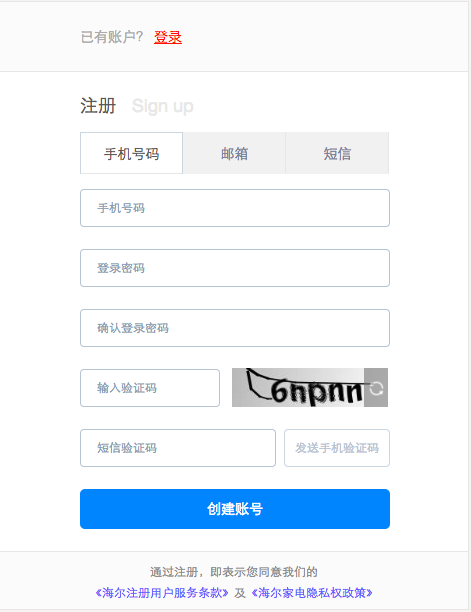 已有账户? 登录
注册 Sign up
手机号码 邮箱 短信
手机号码
登录密码
确认登录密码
输入验证码 6npnn
短信验证码 发送手机验证码
创建账号
通过注册，即表示您同意我们的
《海尔注册用户服务条款》及《海尔家电隐私权政策》